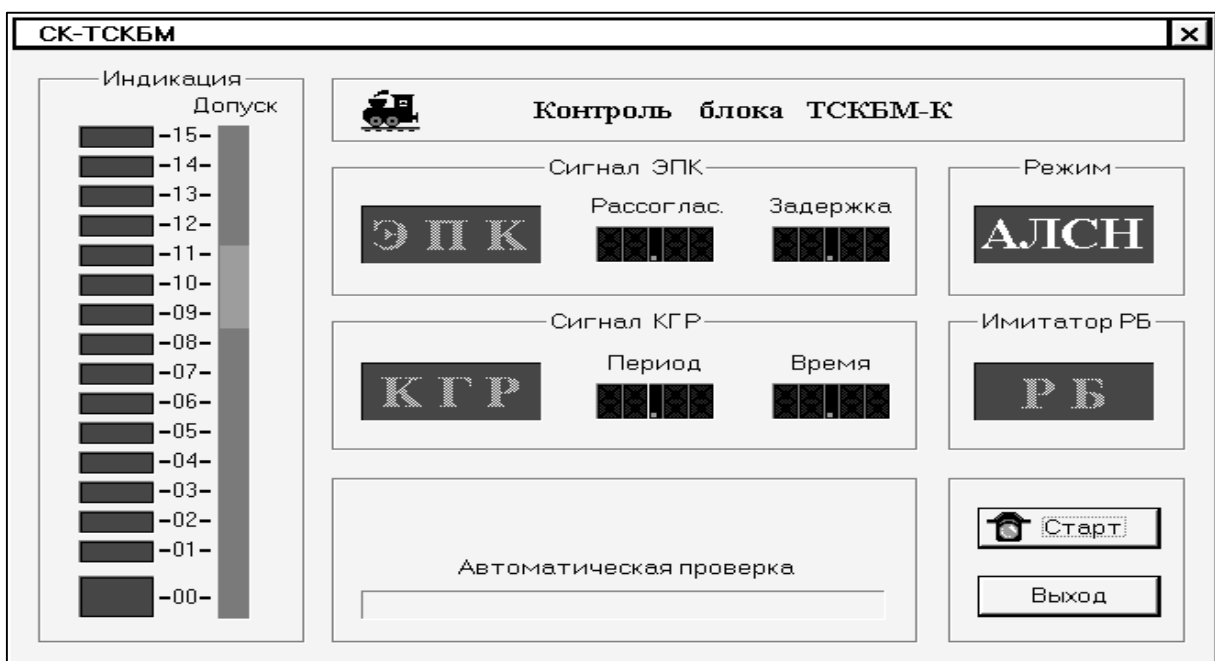 СК-ТСКБМ
Индикация
Допуск
-15-
-14-
-13-
-12-
-11-
-10-
-09-
-08-
-07-
-06-
-05-
-04-
-03-
-02-
-01-
-00-
Контроль блока ТСКБМ-К
Сигнал ЭПК
ЭПК
Рассоглас.
Задержка
Режим
АЛСН
Сигнал КГР
КГР
Период
Время
Имитатор РБ
РБ
Автоматическая проверка
Старт
Выход